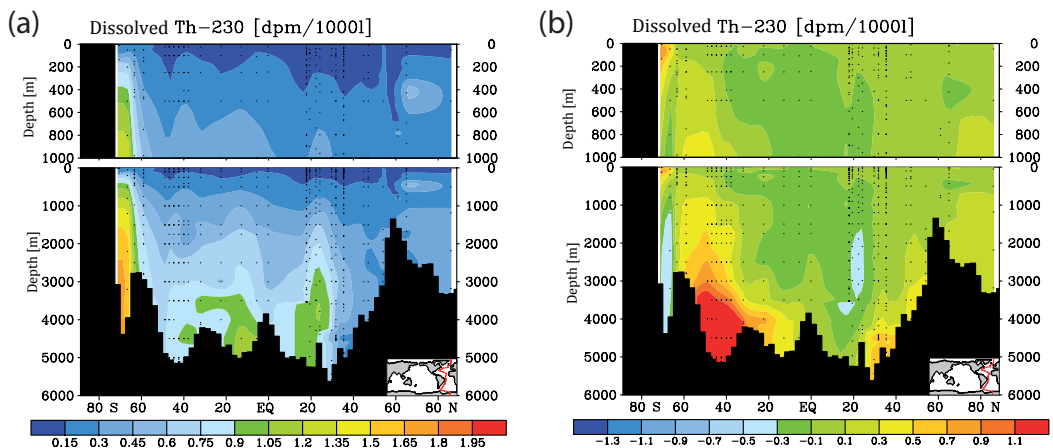 (a)
Dissolved Th-230 [dpm/1000l]
0 0
200 200
400 400
600 600
800 800
1000 1000
Depth [m]
0 0
1000 1000
2000 2000
3000 3000
4000 4000
5000 5000
6000 6000
Depth [m]
80 S 60 40 20 EQ 20 40 60 80 N
0.15 0.3 0.45 0.6 0.75 0.9 1.05 1.2 1.35 1.5 1.65 1.8 1.95
(b)
Dissolved Th-230 [dpm/1000l]
0 0
200 200
400 400
600 600
800 800
1000 1000
Depth [m]
0 0
1000 1000
2000 2000
3000 3000
4000 4000
5000 5000
6000 6000
Depth [m]
80 S 60 40 20 EQ 20 40 60 80 N
-1.3 -1.1 -0.9 -0.7 -0.5 -0.3 -0.1 0.1 0.3 0.5 0.7 0.9 1.1